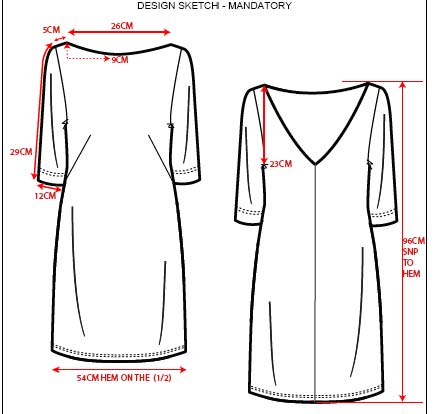 DESIGN SKETCH - MANDATORY
5CM
26CM
9CM
29CM
12CM
23CM
96CM
SNP
TO
HEM
54CM HEM ON THE (1/2)